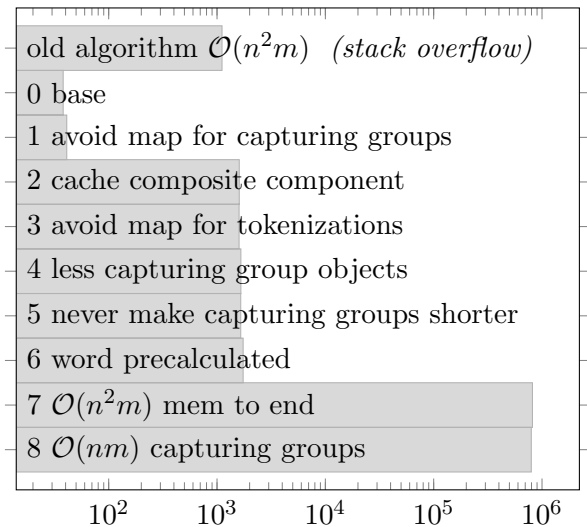 old algorithm 𝒪(n²m) (stack overflow)
0 base
1 avoid map for capturing groups
2 cache composite component
3 avoid map for tokenizations
4 less capturing group objects
5 never make capturing groups shorter
6 word precalculated
7 𝒪(n²m) mem to end
8 𝒪(nm) capturing groups
10² 10³ 10⁴ 10⁵ 10⁶